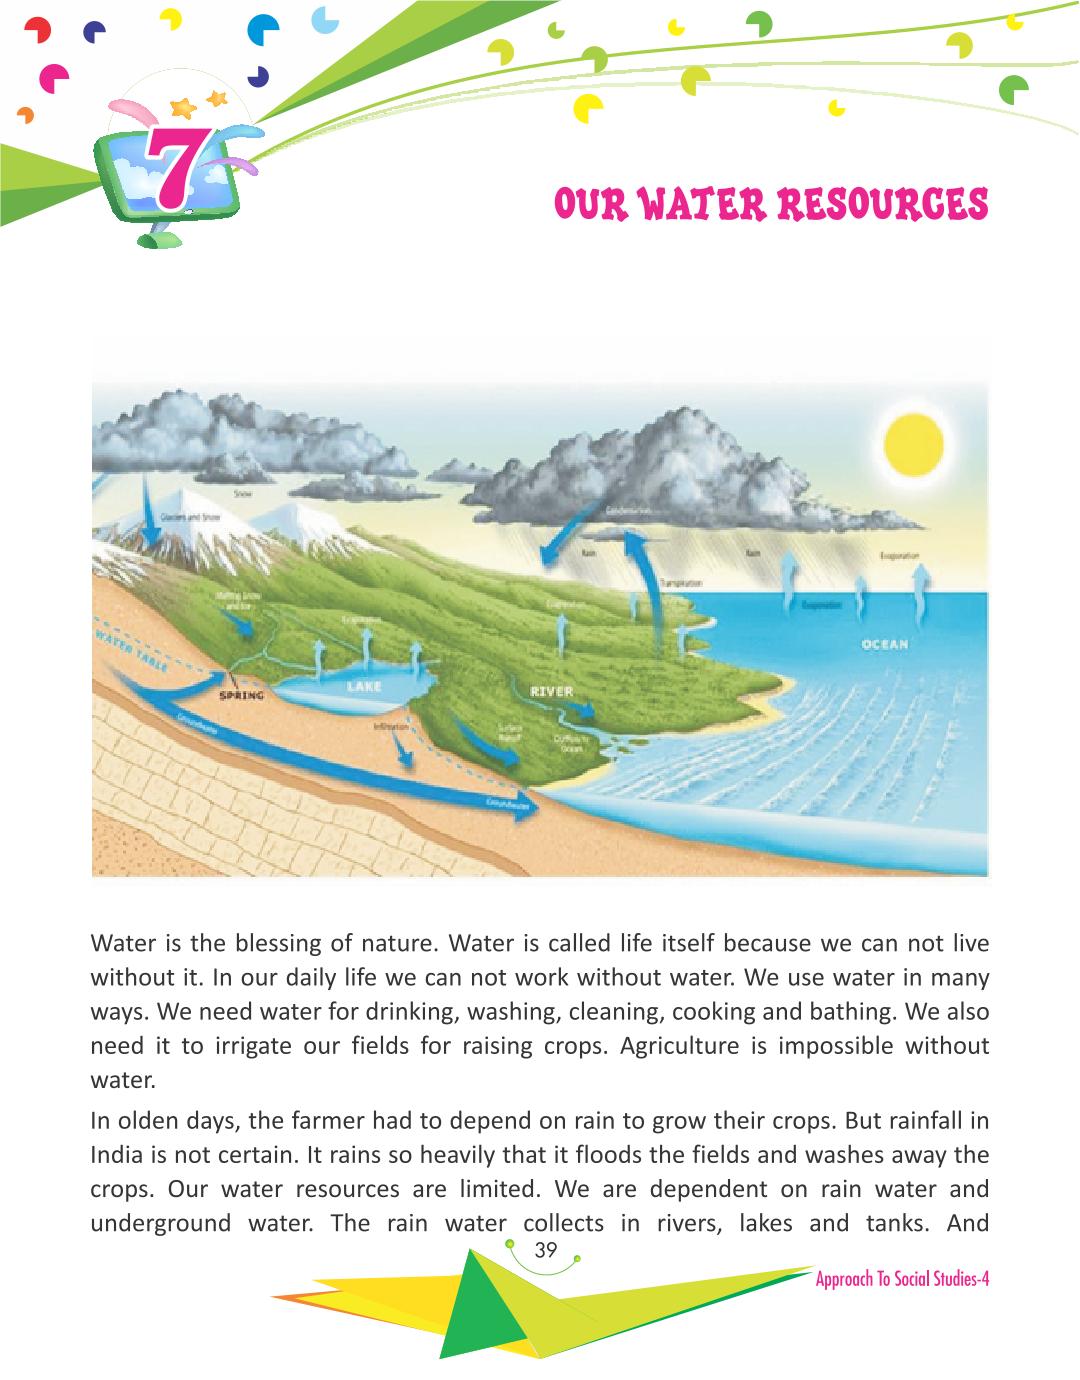 7
OUR WATER RESOURCES
Snow
Glaciers and Snow
Condensation
Rain
Rain
Evaporation
Transpiration
Melting Snow
and Ice
Evaporation
Evaporation
Evaporation
OCEAN
WATER TABLE
SPRING
LAKE
RIVER
Groundwater
Infiltration
Surface
Runoff
Ocean
Groundwater
Water is the blessing of nature. Water is called life itself because we can not live
without it. In our daily life we can not work without water. We use water in many
ways. We need water for drinking, washing, cleaning, cooking and bathing. We also
need it to irrigate our fields for raising crops. Agriculture is impossible without
water.
In olden days, the farmer had to depend on rain to grow their crops. But rainfall in
India is not certain. It rains so heavily that it floods the fields and washes away the
crops. Our water resources are limited. We are dependent on rain water and
underground water. The rain water collects in rivers, lakes and tanks. And
39
Approach To Social Studies-4